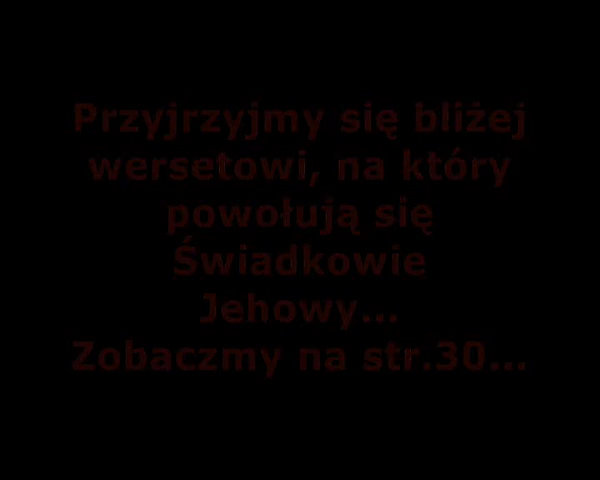 Przyjrzyjmy się bliżej
wersetowi, na który
powołują się
Świadkowie
Jehowy...
Zobaczmy na str.30...